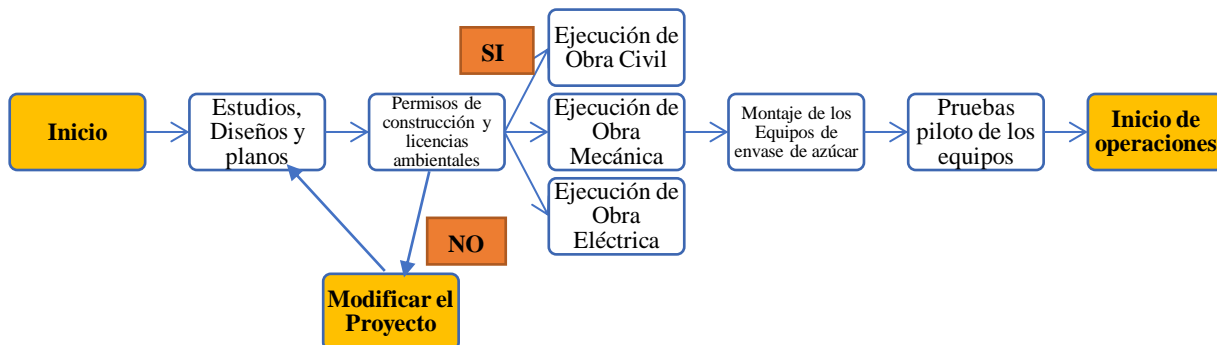 Inicio
Estudios,
Diseños y
planos
Permisos de
construcción y
licencias
ambientales
SI
NO
Modificar el
Proyecto
Ejecución de
Obra Civil
Ejecución de
Obra
Mecánica
Ejecución de
Obra
Eléctrica
Montaje de los
Equipos de
envase de azúcar
Pruebas
piloto de los
equipos
Inicio de
operaciones